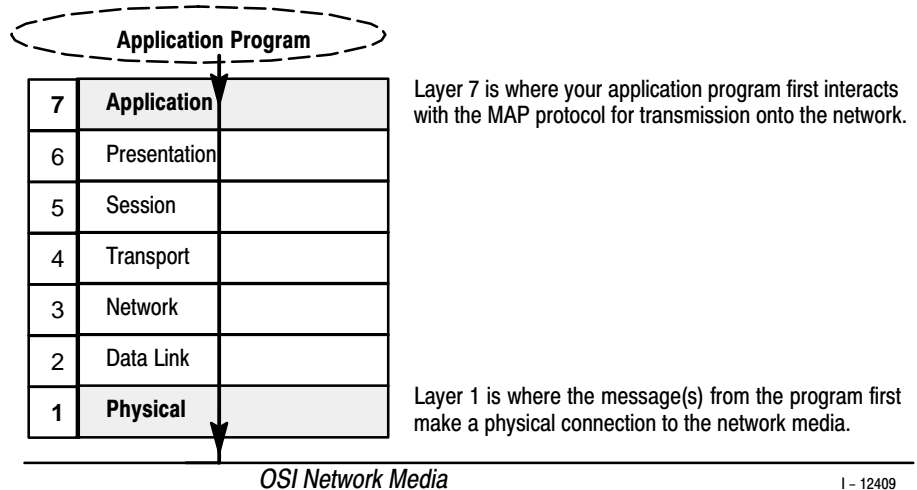 Application Program
7 Application
Layer 7 is where your application program first interacts
with the MAP protocol for transmission onto the network.
6 Presentation
5 Session
4 Transport
3 Network
2 Data Link
1 Physical
Layer 1 is where the message(s) from the program first
make a physical connection to the network media.
OSI Network Media
I – 12409